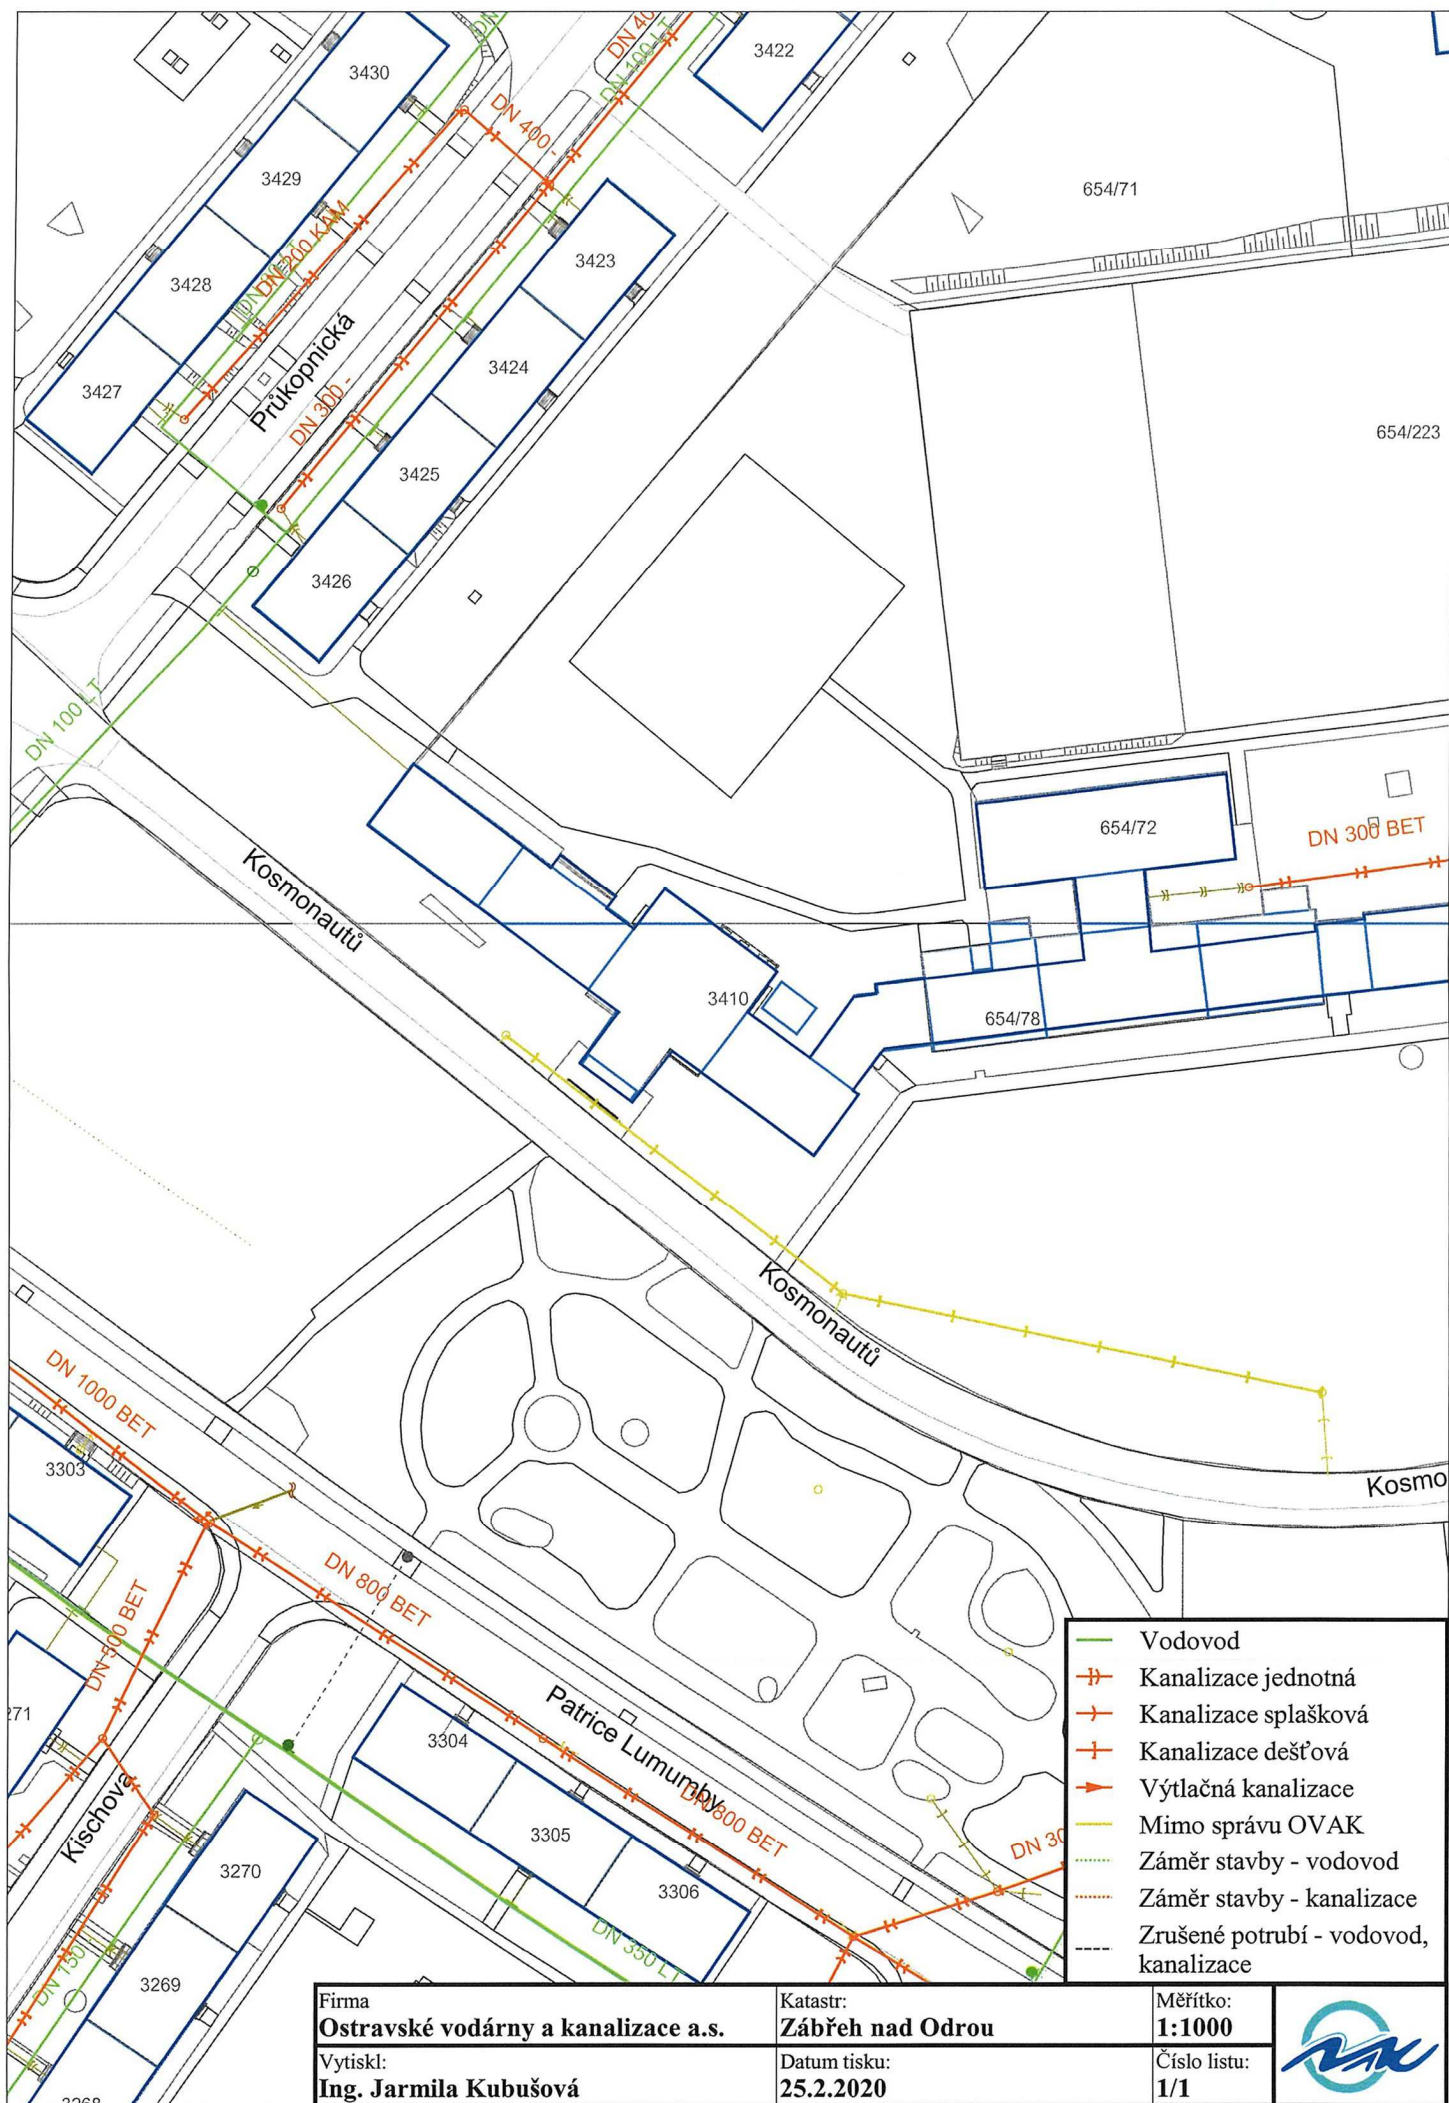 3430
3422
DN 400 -
DN 100 LT
3429
654/71
DN 200 KAM
3423
3428
Průkopnická
3424
3427
DN 300 -
654/223
3425
3426
DN 100 LT
654/72
DN 300 BET
Kosmonautů
3410
654/78
Kosmonautů
DN 1000 BET
3303
Kosmo
DN 800 BET
DN 500 BET
271
Patrice Lumumby
3304
Kischova
DN 800 BET
3305
DN 30
3270
3306
DN 350 LT
DN 150
3269
3268
Vodovod
Kanalizace jednotná
Kanalizace splašková
Kanalizace dešťová
Výtlačná kanalizace
Mimo správu OVAK
Záměr stavby - vodovod
Záměr stavby - kanalizace
Zrušené potrubí - vodovod,
kanalizace
Firma
Ostravské vodárny a kanalizace a.s.
Katastr:
Zábřeh nad Odrou
Měřítko:
1:1000
Vytiskl:
Ing. Jarmila Kubušová
Datum tisku:
25.2.2020
Číslo listu:
1/1